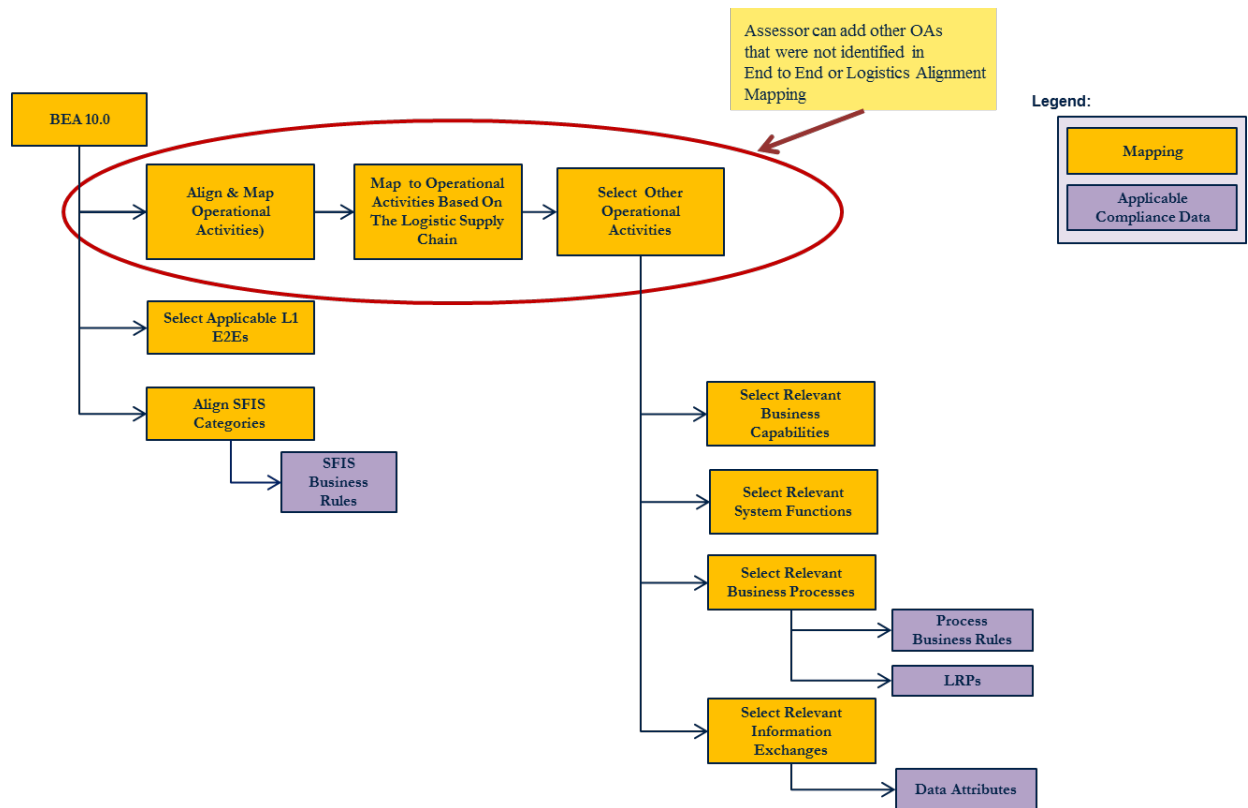 Assessor can add other OAs
that were not identified in
End to End or Logistics Alignment
Mapping
Legend:
BEA 10.0
Mapping
Applicable
Compliance Data
Align & Map
Operational
Activities)
Map to Operational
Activities Based On
The Logistic Supply
Chain
Select Other
Operational
Activities
Select Applicable L1
E2Es
Align SFIS
Categories
SFIS
Business
Rules
Select Relevant
Business
Capabilities
Select Relevant
System Functions
Select Relevant
Business Processes
Process
Business Rules
LRPs
Select Relevant
Information
Exchanges
Data Attributes